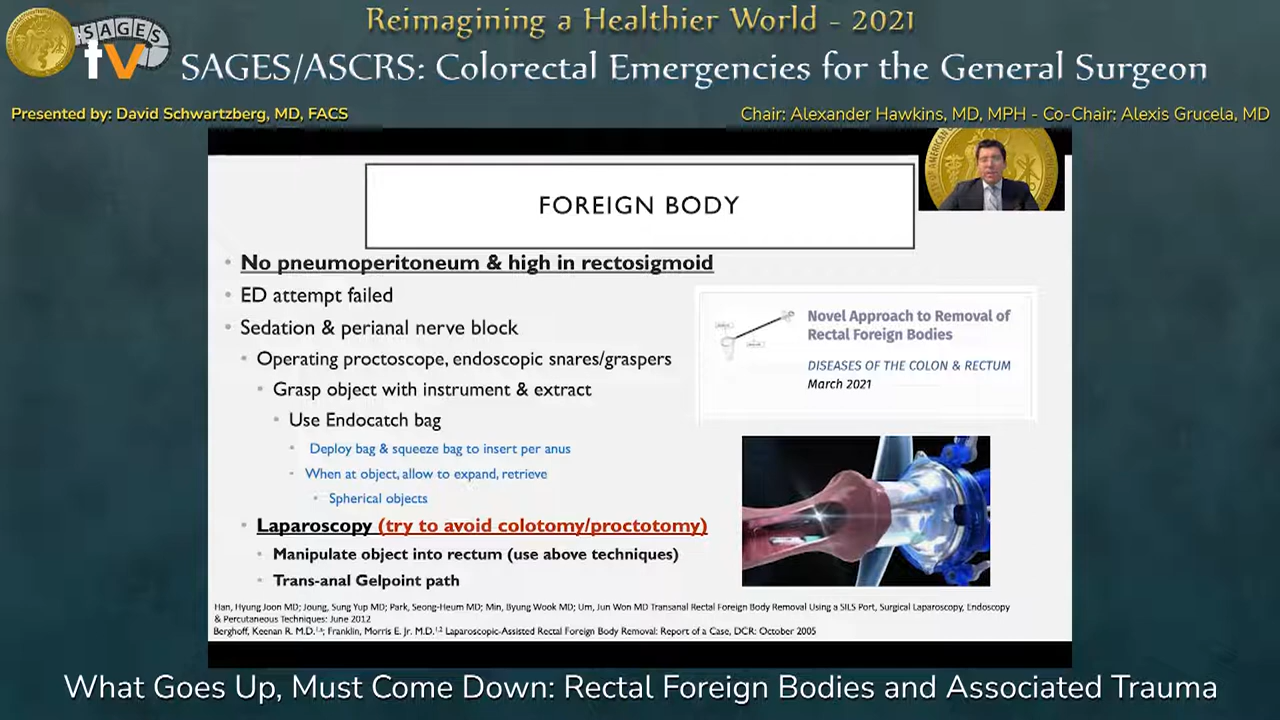 Reimagining a Healthier World - 2021
SAGES
tv
SAGES/ASCRS: Colorectal Emergencies for the General Surgeon
Presented by: David Schwartzberg, MD, FACS
Chair: Alexander Hawkins, MD, MPH - Co-Chair: Alexis Grucela, MD
FOREIGN BODY
No pneumoperitoneum & high in rectosigmoid
ED attempt failed
Sedation & perianal nerve block
Operating proctoscope, endoscopic snares/graspers
Grasp object with instrument & extract
Use Endocatch bag
Deploy bag & squeeze bag to insert per anus
When at object, allow to expand, retrieve
Spherical objects
Laparoscopy (try to avoid colotomy/proctotomy)
Manipulate object into rectum (use above techniques)
Trans-anal Gelpoint path
Novel Approach to Removal of
Rectal Foreign Bodies
DISEASES OF THE COLON & RECTUM
March 2021
Han, Hyung Joon MD; Joung, Sung Yup MD; Park, Seong-Heum MD; Min, Byung Wook MD; Um, Jun Won MD Transanal Rectal Foreign Body Removal Using a SILS Port, Surgical Laparoscopy, Endoscopy
& Percutaneous Techniques: June 2012
Berghoff, Keenan R. M.D.¹·ᵃ; Franklin, Morris E. Jr. M.D.¹·² Laparoscopic-Assisted Rectal Foreign Body Removal: Report of a Case, DCR: October 2005
What Goes Up, Must Come Down: Rectal Foreign Bodies and Associated Trauma